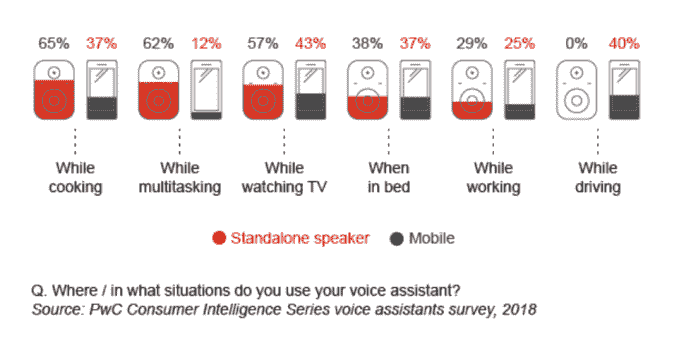 65% 37% 62% 12% 57% 43% 38% 37% 29% 25% 0% 40%
While cooking
While multitasking
While watching TV
When in bed
While working
While driving
Standalone speaker Mobile
Q. Where / in what situations do you use your voice assistant?
Source: PwC Consumer Intelligence Series voice assistants survey, 2018